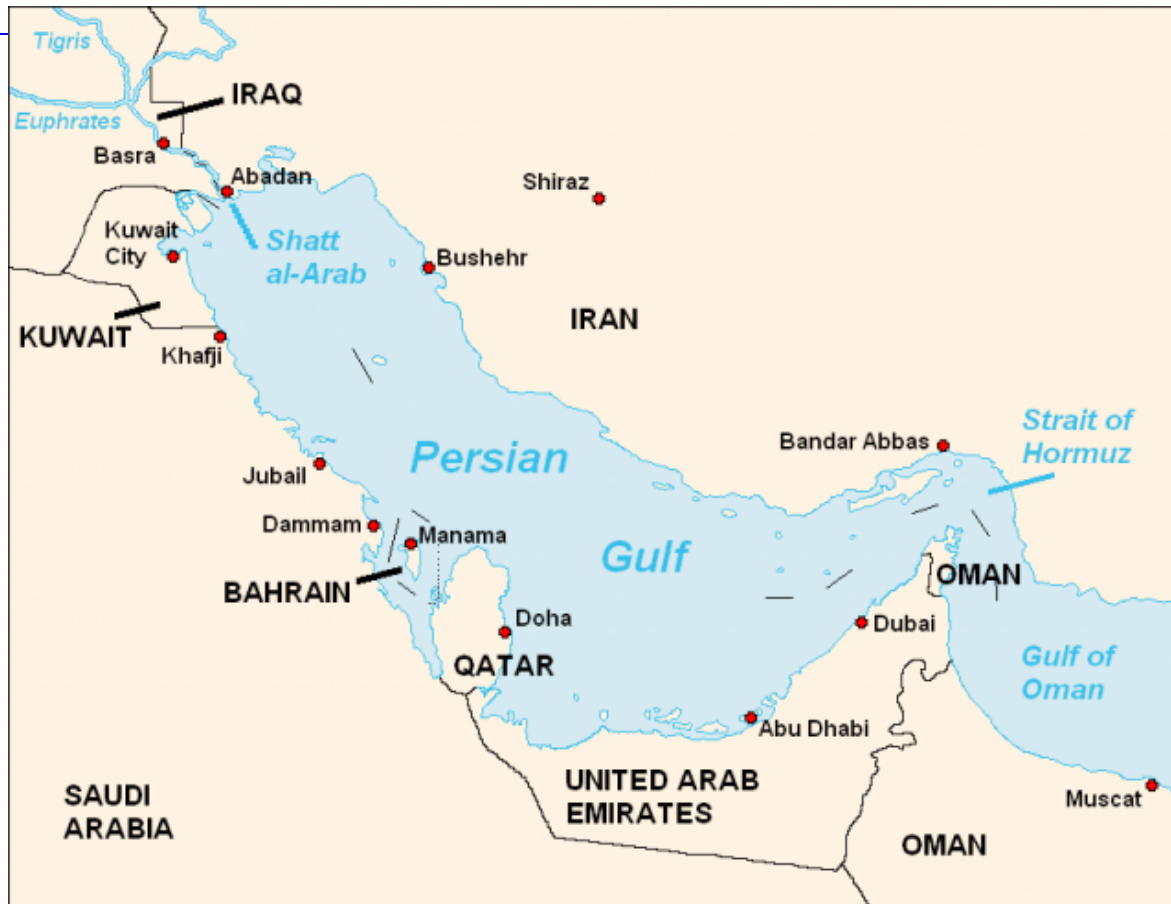 Tigris
IRAQ
Euphrates
Basra
Abadan
Shiraz
Kuwait
City
Shatt
al-Arab
Bushehr
IRAN
KUWAIT
Khafji
Strait of
Hormuz
Bandar Abbas
Persian
Jubail
Dammam
Manama
Gulf
OMAN
BAHRAIN
Doha
Dubai
QATAR
Gulf of
Oman
Abu Dhabi
UNITED ARAB
EMIRATES
SAUDI
ARABIA
Muscat
OMAN